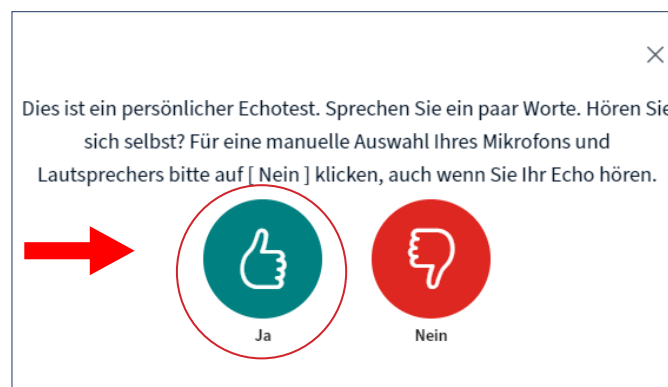 Dies ist ein persönlicher Echotest. Sprechen Sie ein paar Worte. Hören Sie
sich selbst? Für eine manuelle Auswahl Ihres Mikrofons und
Lautsprechers bitte auf [ Nein ] klicken, auch wenn Sie Ihr Echo hören.
Ja
Nein